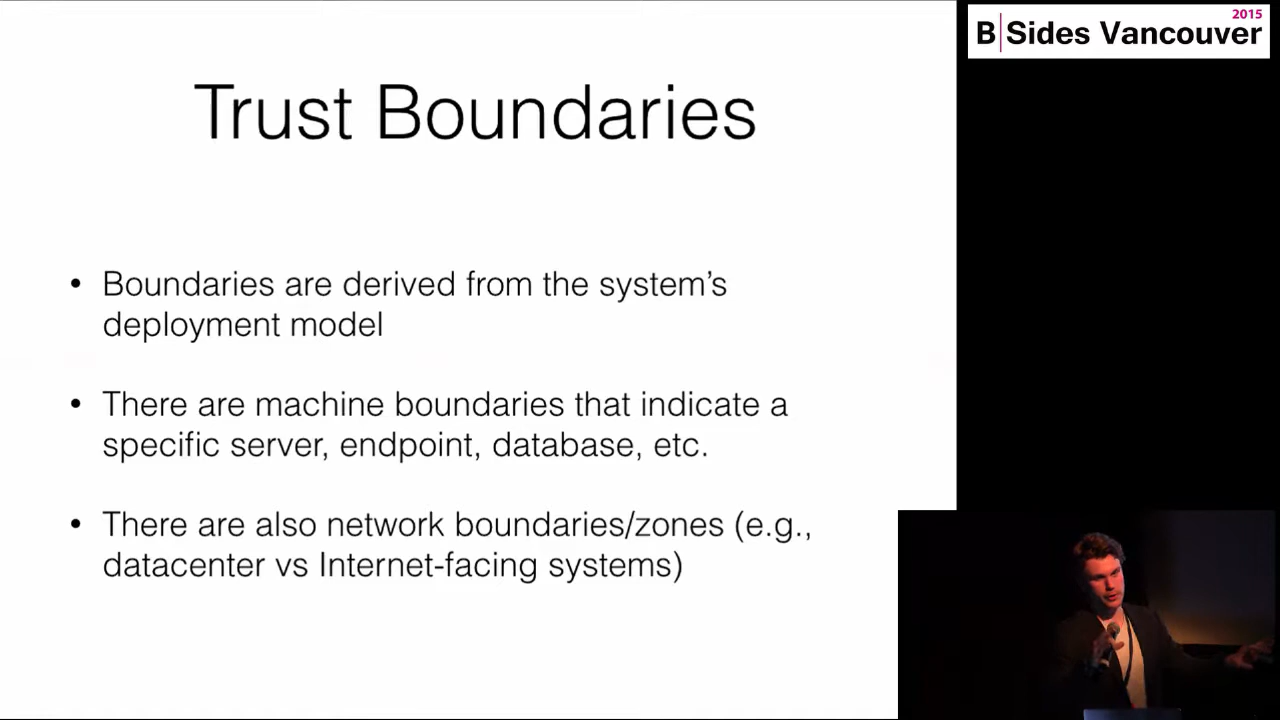 2015
B|Sides Vancouver
Trust Boundaries
• Boundaries are derived from the system’s
deployment model
• There are machine boundaries that indicate a
specific server, endpoint, database, etc.
• There are also network boundaries/zones (e.g.,
datacenter vs Internet-facing systems)